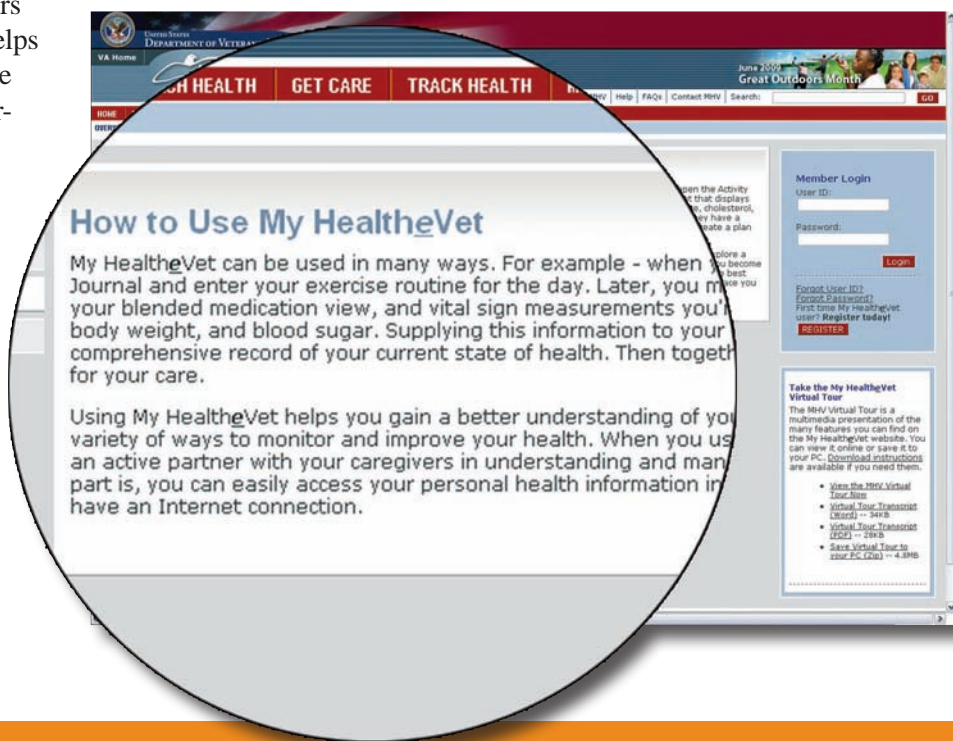 elps
e
UNITED STATES
DEPARTMENT OF
VA Home
June 2009
Great Outdoors Month
HEALTH GET CARE TRACK HEALTH
Help FAQs Contact MHV Search: GO
HOME
How to Use My HealtheVet
My HealtheVet can be used in many ways. For example - when
Journal and enter your exercise routine for the day. Later, you
your blended medication view, and vital sign measurements
body weight, and blood sugar. Supplying this information to your
comprehensive record of your current state of health. Then
for your care.
Using My HealtheVet helps you gain a better understanding of
variety of ways to monitor and improve your health. When you
an active partner with your caregivers in understanding and
part is, you can easily access your personal health information
have an Internet connection.
open the Activity
that displays
cholesterol,
have a
a plan
a
become
best
you
Member Login
User ID:
Password:
Login
Forgot User ID?
Forgot Password?
First time My HealtheVet
user? Register today!
REGISTER
Take the My HealtheVet
Virtual Tour
The MHV Virtual Tour is a
multimedia presentation of the
many features you can find on
the My HealtheVet website. You
can view it online or save it to
your PC. Download instructions
are available if you need them.
View the MHV Virtual
Tour Now
Virtual Tour Transcript
(Word) -- 34KB
Virtual Tour Transcript
(PDF) -- 28KB
Save Virtual Tour to
your PC (Zip) -- 4.8MB